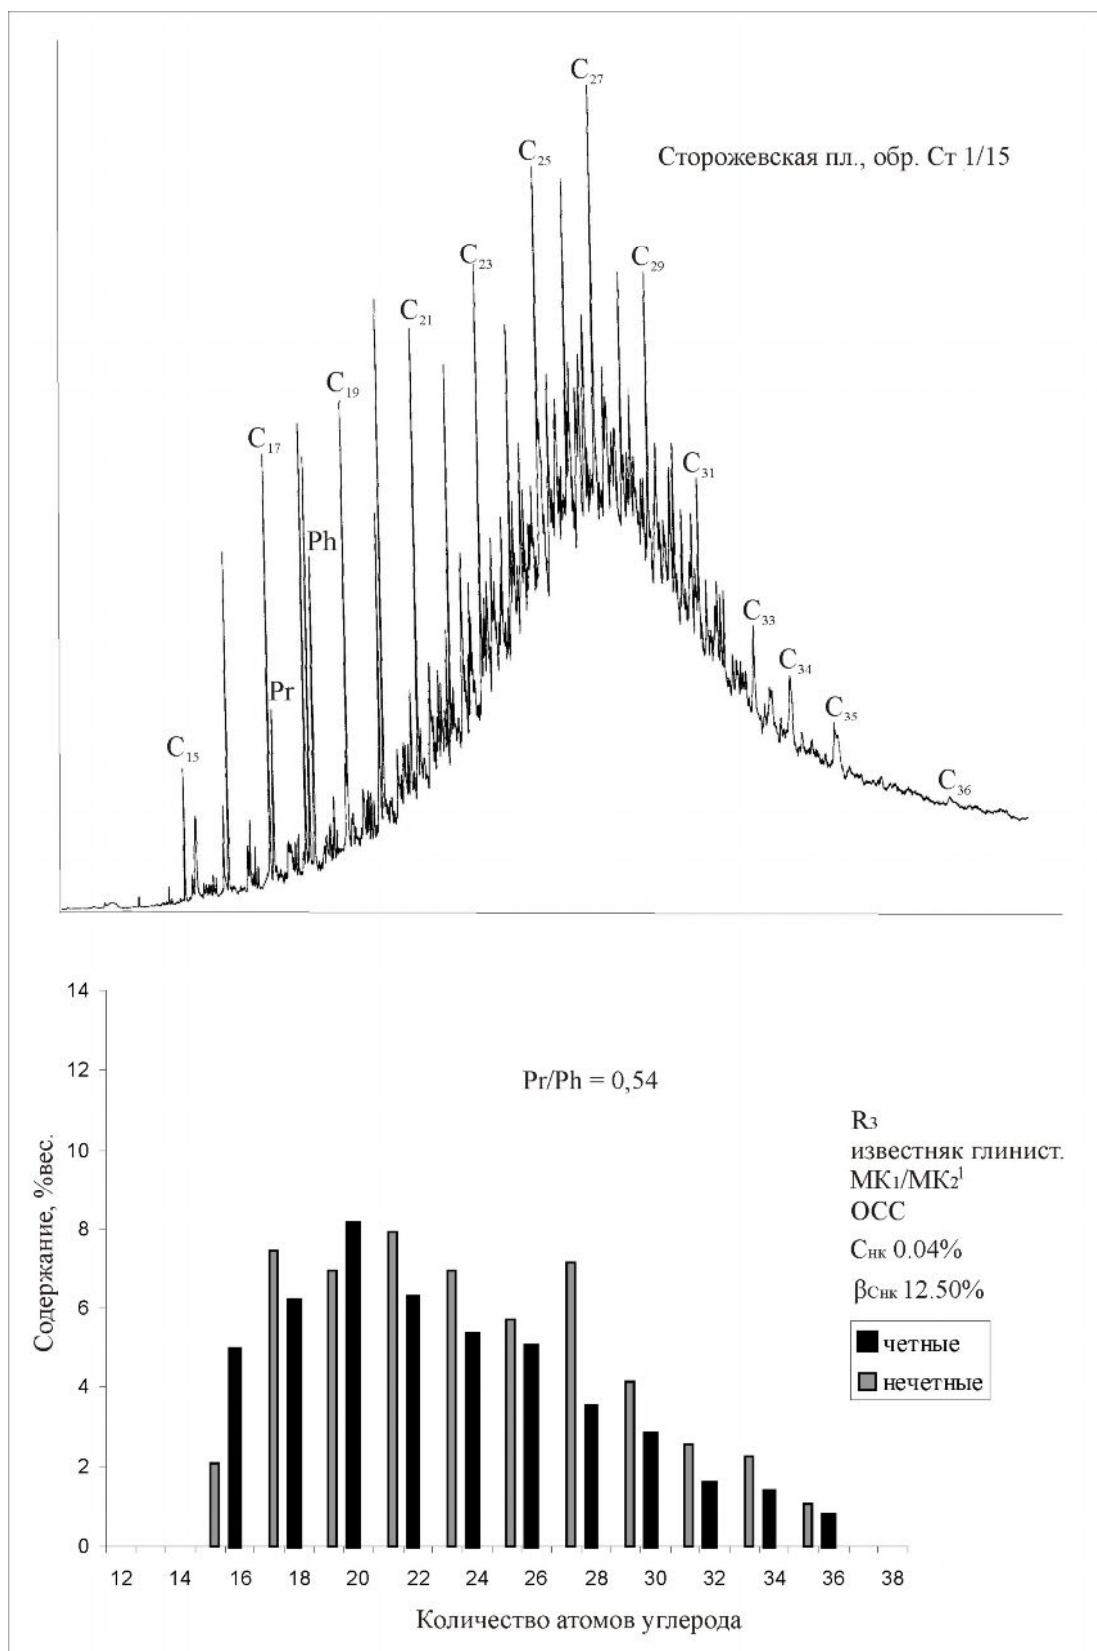 C27
C25
Сторожевская пл., обр. Ст 1/15
C23
C29
C21
C19
C17
C31
Ph
C33
Pr
C34
C15
C35
C36
14
12
10
8
6
4
2
0
Содержание, %вес.
Pr/Ph = 0,54
R3
известняк глинист.
МК1/МК2¹
ОСС
Снк 0.04%
βСнк 12.50%
четные
нечетные
12 14 16 18 20 22 24 26 28 30 32 34 36 38
Количество атомов углерода